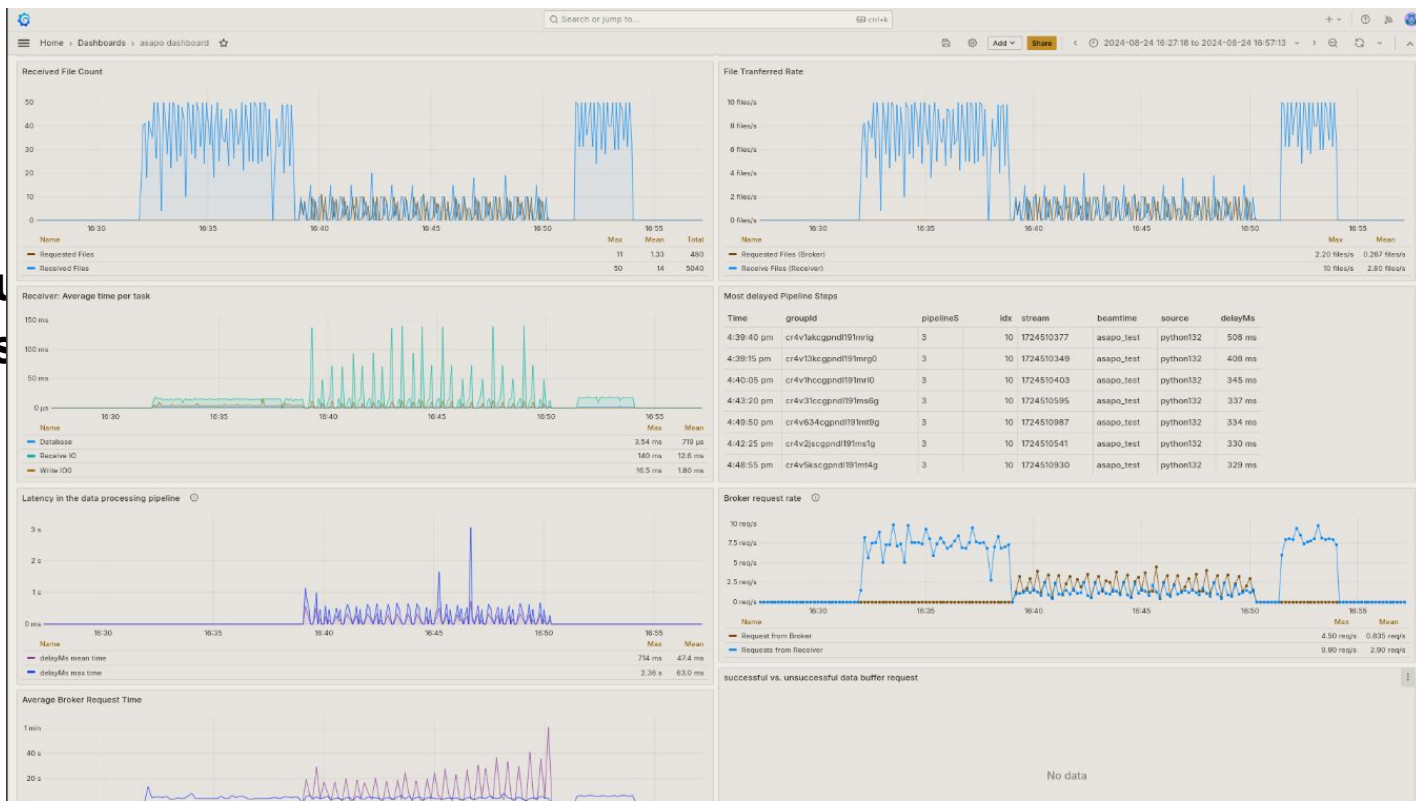 Search or jump to...
ctrl+k
Home › Dashboards › asapo dashboard
Add
Share
2024-08-24 16:27:18 to 2024-08-24 16:57:13
Received File Count
50
40
30
20
10
0
16:30 16:35 16:40 16:45 16:50 16:55
Name Max Mean Total
Requested Files 11 1.33 480
Received Files 50 14 5040
File Tranferred Rate
10 files/s
8 files/s
6 files/s
4 files/s
2 files/s
0 files/s
16:30 16:35 16:40 16:45 16:50 16:55
Name Max Mean
Requested Files (Broker) 2.20 files/s 0.267 files/s
Receive Files (Receiver) 10 files/s 2.80 files/s
Receiver: Average time per task
150 ms
100 ms
50 ms
0 µs
16:30 16:35 16:40 16:45 16:50 16:55
Name Max Mean
Database 3.54 ms 719 µs
Receive IO 140 ms 12.6 ms
Write IO0 16.5 ms 1.80 ms
Most delayed Pipeline Steps
Time groupId pipelineS idx stream beamtime source delayMs
4:39:40 pm cr4v1akcgpndl191mrig 3 10 1724510377 asapo_test python132 508 ms
4:39:15 pm cr4v13kcgpndl191mrg0 3 10 1724510349 asapo_test python132 408 ms
4:40:05 pm cr4v1hccgpndl191mrl0 3 10 1724510403 asapo_test python132 345 ms
4:43:20 pm cr4v31ccgpndl191ms6g 3 10 1724510595 asapo_test python132 337 ms
4:49:50 pm cr4v634cgpndl191mt9g 3 10 1724510987 asapo_test python132 334 ms
4:42:25 pm cr4v2jscgpndl191ms1g 3 10 1724510541 asapo_test python132 330 ms
4:48:55 pm cr4v5kscgpndl191mt4g 3 10 1724510930 asapo_test python132 329 ms
Latency in the data processing pipeline
3 s
2 s
1 s
0 ms
16:30 16:35 16:40 16:45 16:50 16:55
Name Max Mean
delayMs mean time 714 ms 47.4 ms
delayMs max time 2.36 s 63.0 ms
Broker request rate
10 req/s
7.5 req/s
5 req/s
2.5 req/s
0 req/s
16:30 16:35 16:40 16:45 16:50 16:55
Name Max Mean
Request from Broker 4.50 req/s 0.835 req/s
Requests from Receiver 9.90 req/s 2.90 req/s
Average Broker Request Time
1 min
40 s
20 s
successful vs. unsuccessful data buffer request
No data